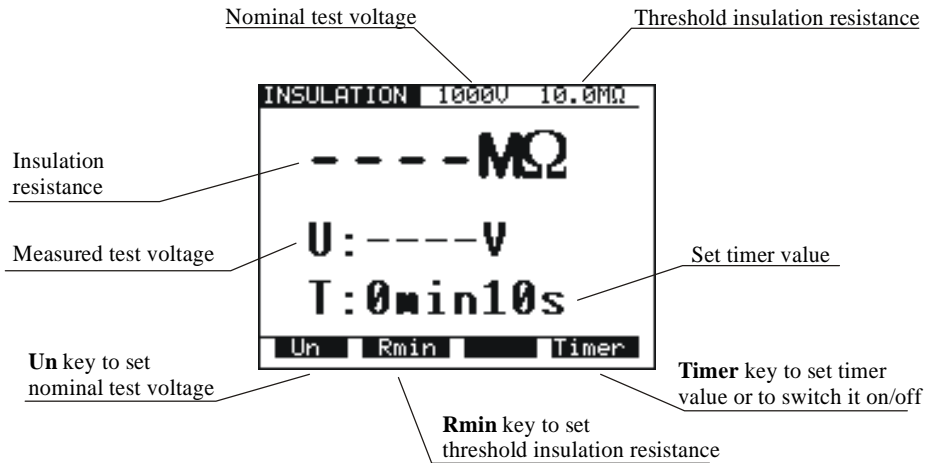 Nominal test voltage
Threshold insulation resistance
INSULATION 1000V 10.0MΩ
----MΩ
Insulation
resistance
U:----V
Measured test voltage
Set timer value
T:0min10s
Un Rmin Timer
Un key to set
nominal test voltage
Timer key to set timer
value or to switch it on/off
Rmin key to set
threshold insulation resistance